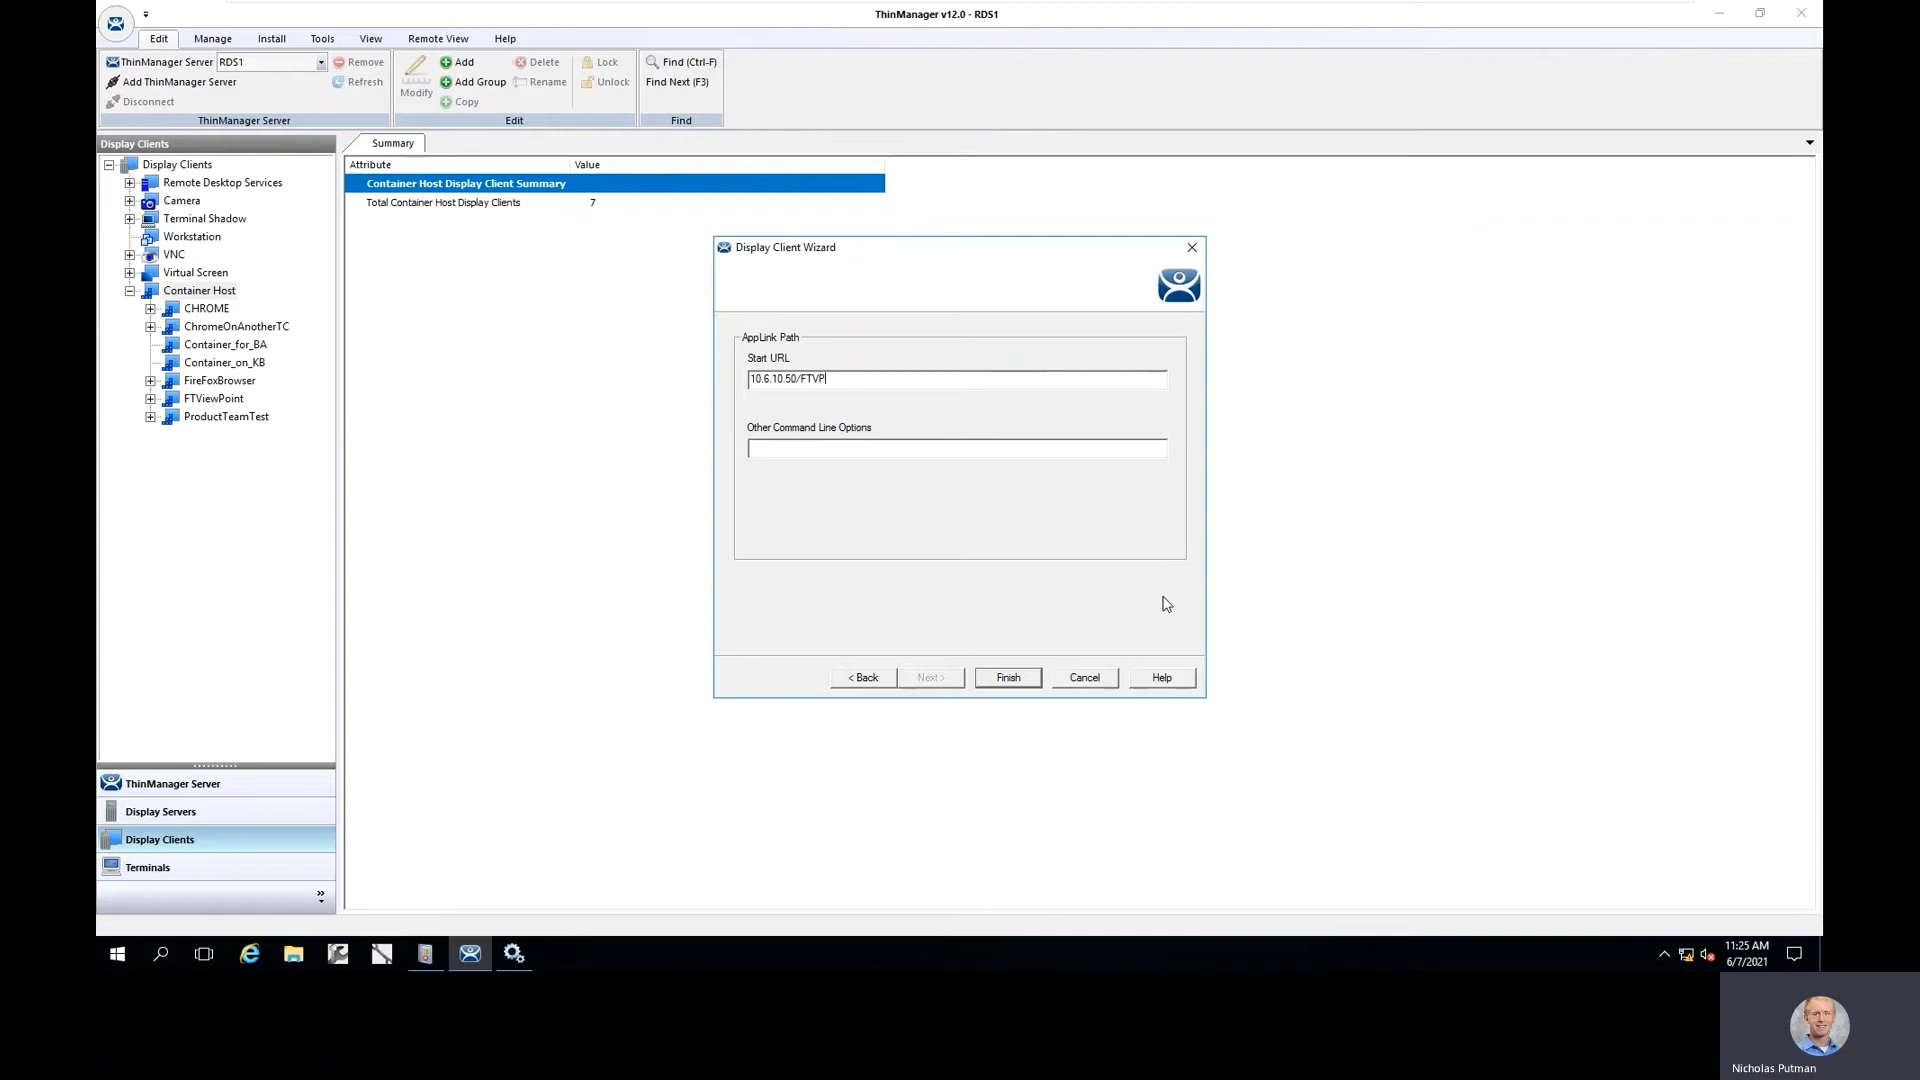 ThinManager v12.0 - RDS1
Edit Manage Install Tools View Remote View Help
ThinManager Server RDS1 Remove
Add ThinManager Server Refresh
Disconnect
ThinManager Server
Modify
Add Delete Lock
Add Group Rename Unlock
Copy
Edit
Find (Ctrl-F)
Find Next (F3)
Find
Display Clients
Display Clients
Remote Desktop Services
Camera
Terminal Shadow
Workstation
VNC
Virtual Screen
Container Host
CHROME
ChromeOnAnotherTC
Container_for_BA
Container_on_KB
FireFoxBrowser
FTViewPoint
ProductTeamTest
ThinManager Server
Display Servers
Display Clients
Terminals
Summary
Attribute Value
Container Host Display Client Summary
Total Container Host Display Clients 7
Display Client Wizard
AppLink Path
Start URL
10.6.10.50/FTVP
Other Command Line Options
< Back Next > Finish Cancel Help
11:25 AM
6/7/2021
Nicholas Putman